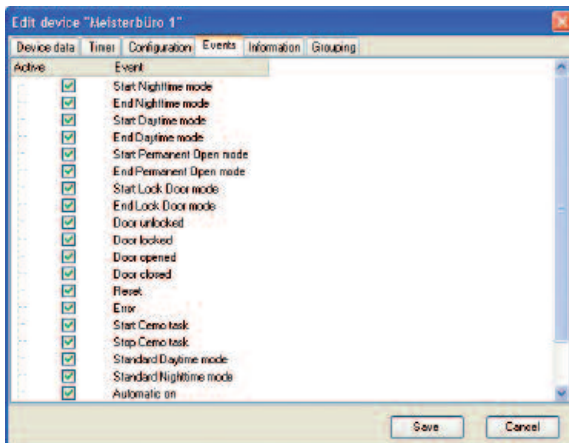 Edit device "Meisterbüro 1"
Device data Timer Configuration Events Information Grouping
Active Event
Start Nighttime mode
End Nighttime mode
Start Daytime mode
End Daytime mode
Start Permanent Open mode
End Permanent Open mode
Start Lock Door mode
End Lock Door mode
Door unlocked
Door locked
Door opened
Door closed
Reset
Error
Start Cemo task
Stop Cemo task
Standard Daytime mode
Standard Nighttime mode
Automatic on
Save Cancel